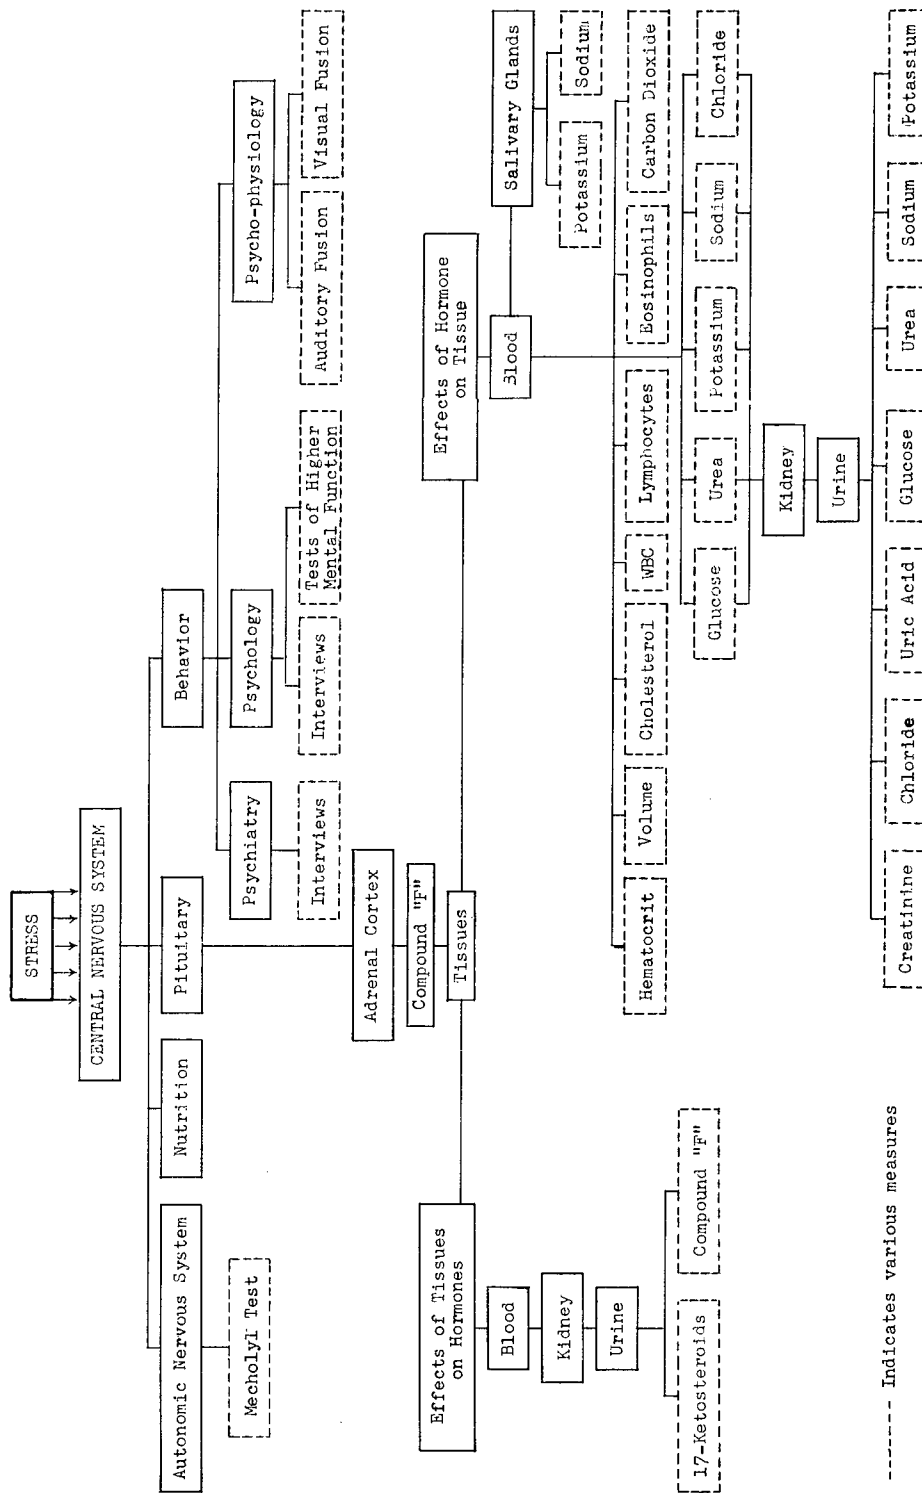 STRESS
CENTRAL NERVOUS SYSTEM
Autonomic Nervous System
Nutrition
Pituitary
Behavior
Mecholyl Test
Psychiatry
Psychology
Psycho-physiology
Interviews
Interviews
Tests of Higher
Mental Function
Auditory Fusion
Visual Fusion
Adrenal Cortex
Compound "F"
Tissues
Effects of Tissues
on Hormones
Effects of Hormone
on Tissue
Blood
Kidney
Urine
17-Ketosteroids
Compound "F"
Blood
Salivary Glands
Potassium
Sodium
Hematocrit
Volume
Cholesterol
WBC
Lymphocytes
Eosinophils
Carbon Dioxide
Glucose
Urea
Potassium
Sodium
Chloride
Kidney
Urine
Creatinine
Chloride
Uric Acid
Glucose
Urea
Sodium
Potassium
------ Indicates various measures